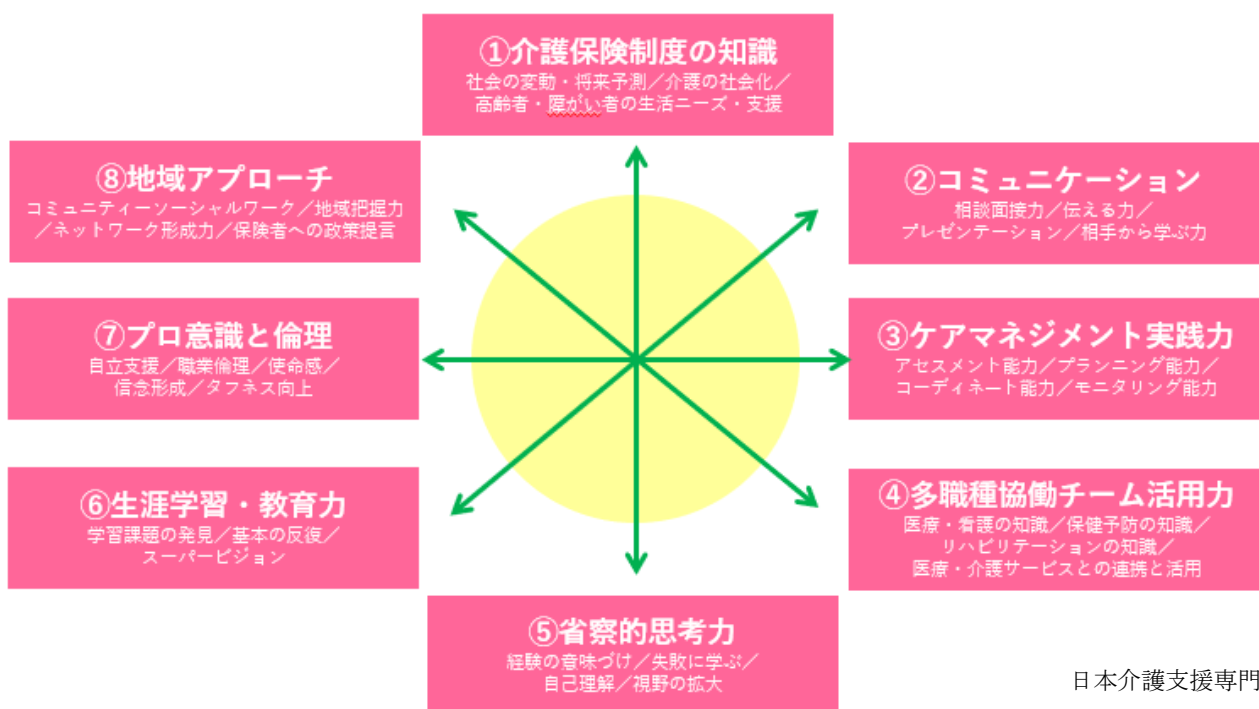 ①介護保険制度の知識
社会の変動・将来予測／介護の社会化／
高齢者・障がい者の生活ニーズ・支援
②コミュニケーション
相談面接力／伝える力／
プレゼンテーション／相手から学ぶ力
③ケアマネジメント実践力
アセスメント能力／プランニング能力／
コーディネート能力／モニタリング能力
④多職種協働チーム活用力
医療・看護の知識／保健予防の知識／
リハビリテーションの知識／
医療・介護サービスとの連携と活用
⑤省察的思考力
経験の意味づけ／失敗に学ぶ／
自己理解／視野の拡大
⑥生涯学習・教育力
学習課題の発見／基本の反復／
スーパービジョン
⑦プロ意識と倫理
自立支援／職業倫理／使命感／
信念形成／タフネス向上
⑧地域アプローチ
コミュニティーソーシャルワーク／地域把握力
／ネットワーク形成力／保険者への政策提言
日本介護支援専門